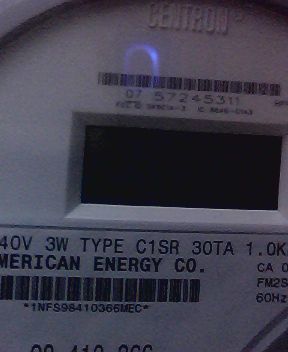 CENTRON®
07 57245311
40V 3W TYPE C1SR 30TA 1.0K
MERICAN ENERGY CO.
CA 0
FM2S
60Hz
*1NFS98410366MEC*